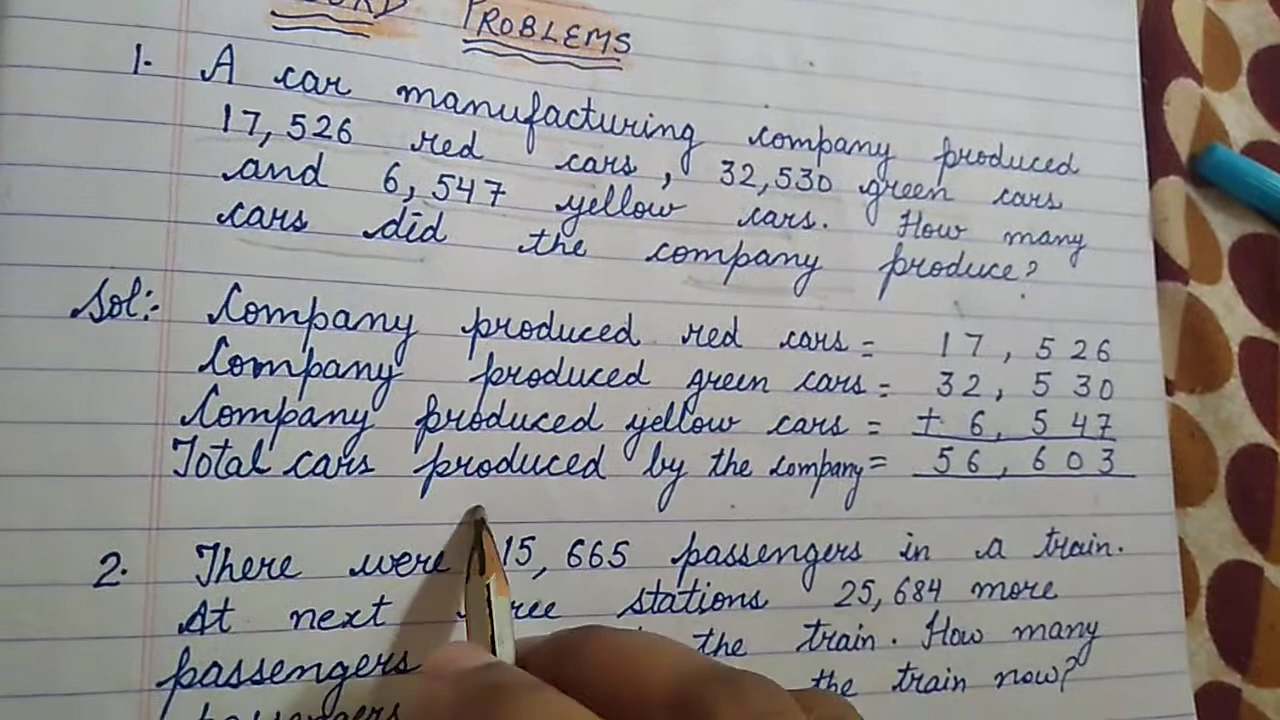 PROBLEMS
1. A car manufacturing company produced
17,526 red cars, 32,530 green cars
and 6,547 yellow cars. How many
cars did the company produce?
Sol:- Company produced red cars = 17,526
Company produced green cars = 32,530
Company produced yellow cars = + 6,547
Total cars produced by the company = 56,603
2. There were 15,665 passengers in a train.
At next stations 25,684 more
passengers the train. How many
passengers the train now?